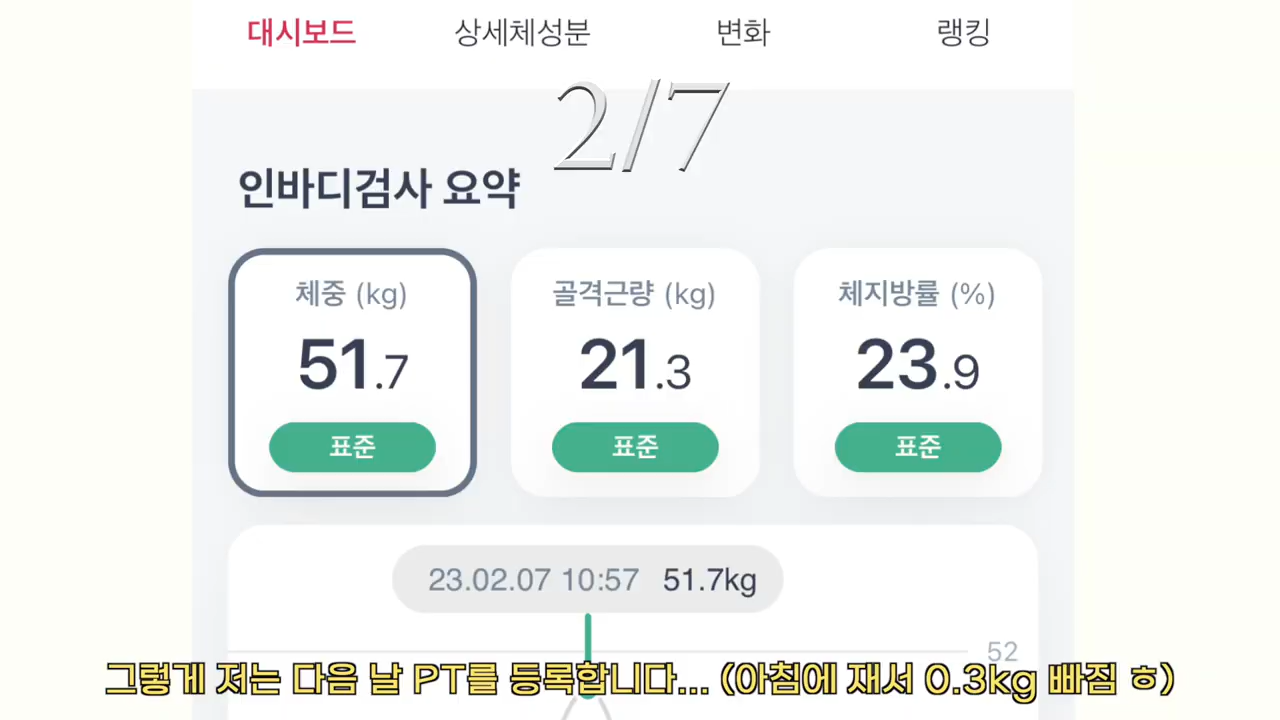 대시보드 상세체성분 변화 랭킹
2/7
인바디검사 요약
체중 (kg) 골격근량 (kg) 체지방률 (%)
51.7 21.3 23.9
표준 표준 표준
23.02.07 10:57 51.7kg
52
그렇게 저는 다음 날 PT를 등록합니다... (아침에 재서 0.3kg 빠짐 ㅎ)